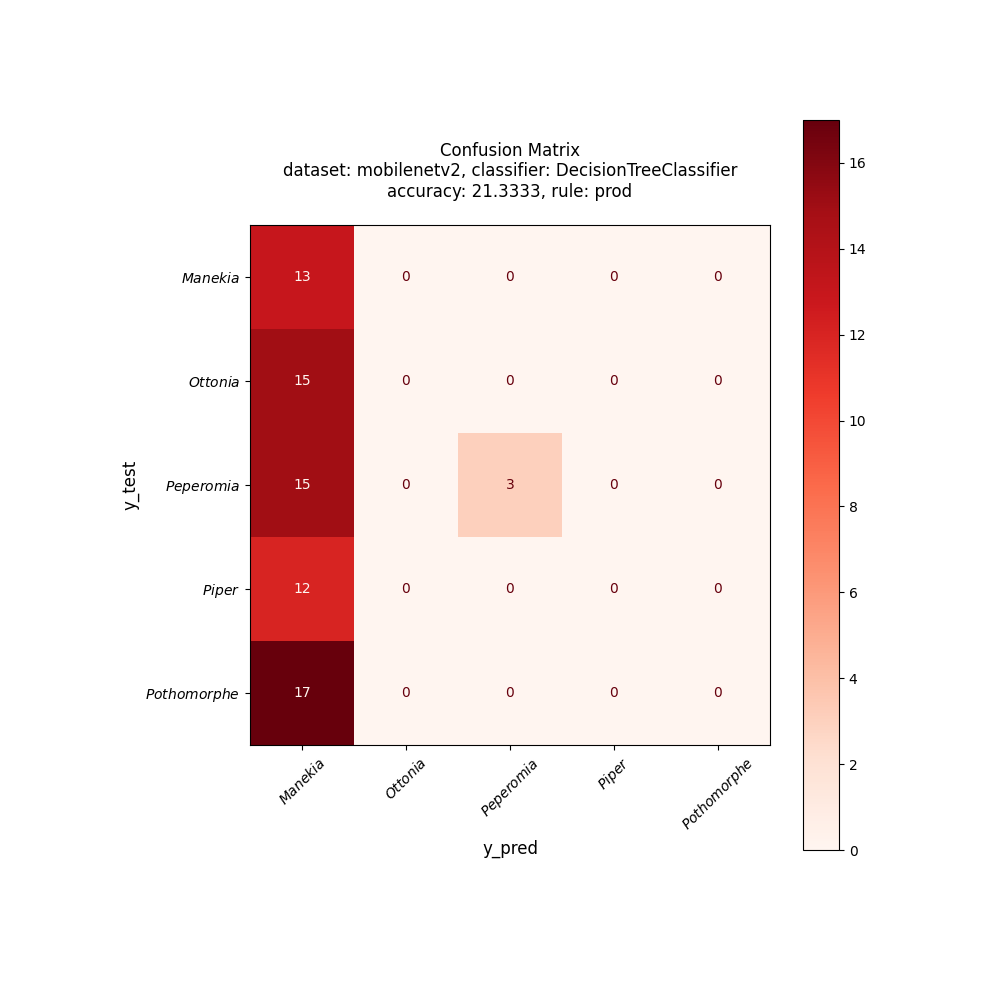 Confusion Matrix
dataset: mobilenetv2, classifier: DecisionTreeClassifier
accuracy: 21.3333, rule: prod
y_test
Manekia 13 0 0 0 0
Ottonia 15 0 0 0 0
Peperomia 15 0 3 0 0
Piper 12 0 0 0 0
Pothomorphe 17 0 0 0 0
Manekia Ottonia Peperomia Piper Pothomorphe
y_pred
16
14
12
10
8
6
4
2
0